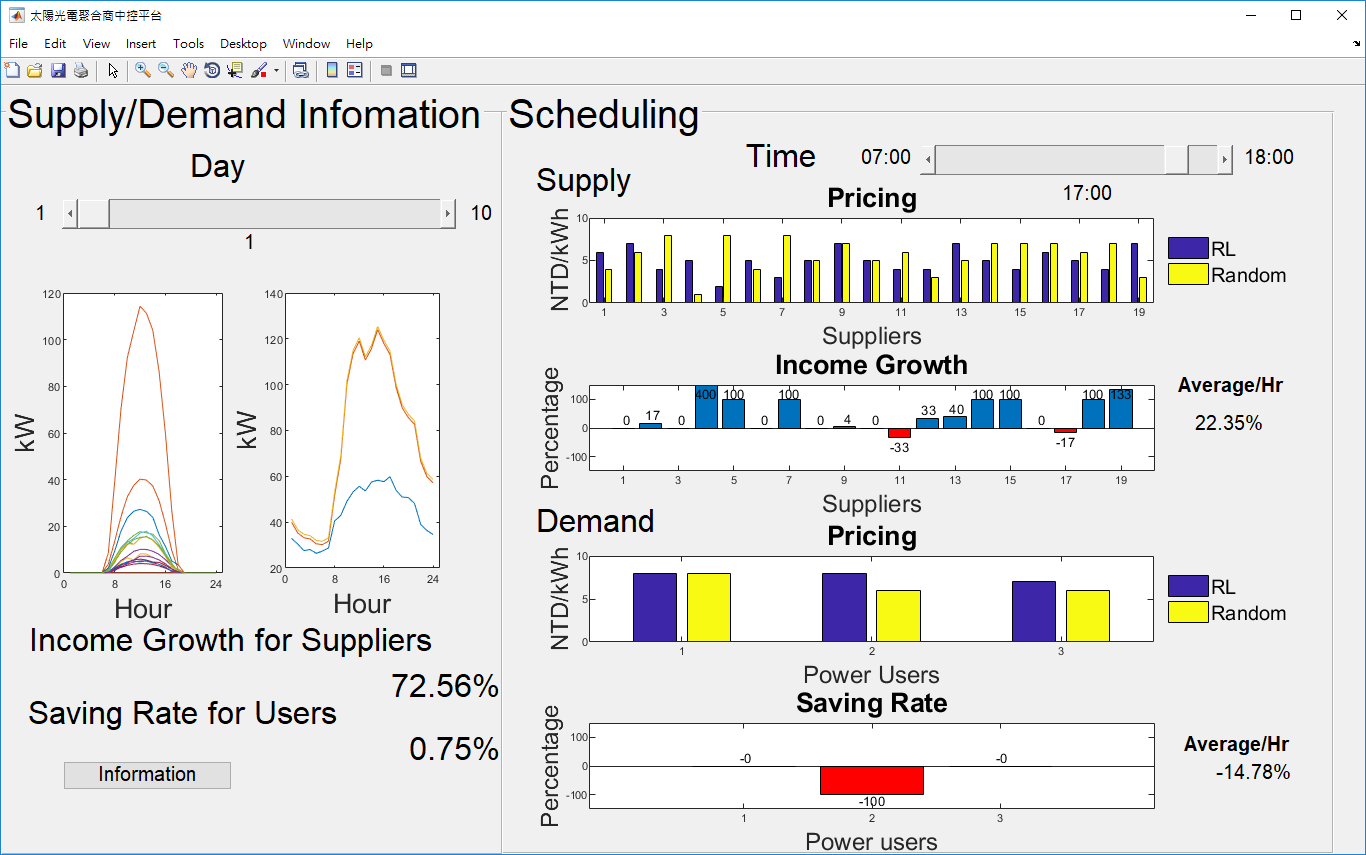 太陽光電聚合商中控平台
File Edit View Insert Tools Desktop Window Help
Supply/Demand Infomation
Day
1 10
1
120
100
80
60
40
20
0
0 8 16 24
kW
Hour
140
120
100
80
60
40
20
0 8 16 24
kW
Hour
Income Growth for Suppliers
72.56%
Saving Rate for Users
0.75%
Information
Scheduling
Time 07:00 18:00
17:00
Supply
Pricing
NTD/kWh
10
5
0
1 3 5 7 9 11 13 15 17 19
Suppliers
RL
Random
Income Growth
Percentage
100
0
-100
0 17 0 400 100 0 100 0 4 0 -33 33 40 100 100 0 -17 100 133
1 3 5 7 9 11 13 15 17 19
Suppliers
Average/Hr
22.35%
Demand
Pricing
NTD/kWh
10
5
0
1 2 3
Power Users
RL
Random
Saving Rate
Percentage
100
0
-100
-0 -100 -0
1 2 3
Power users
Average/Hr
-14.78%